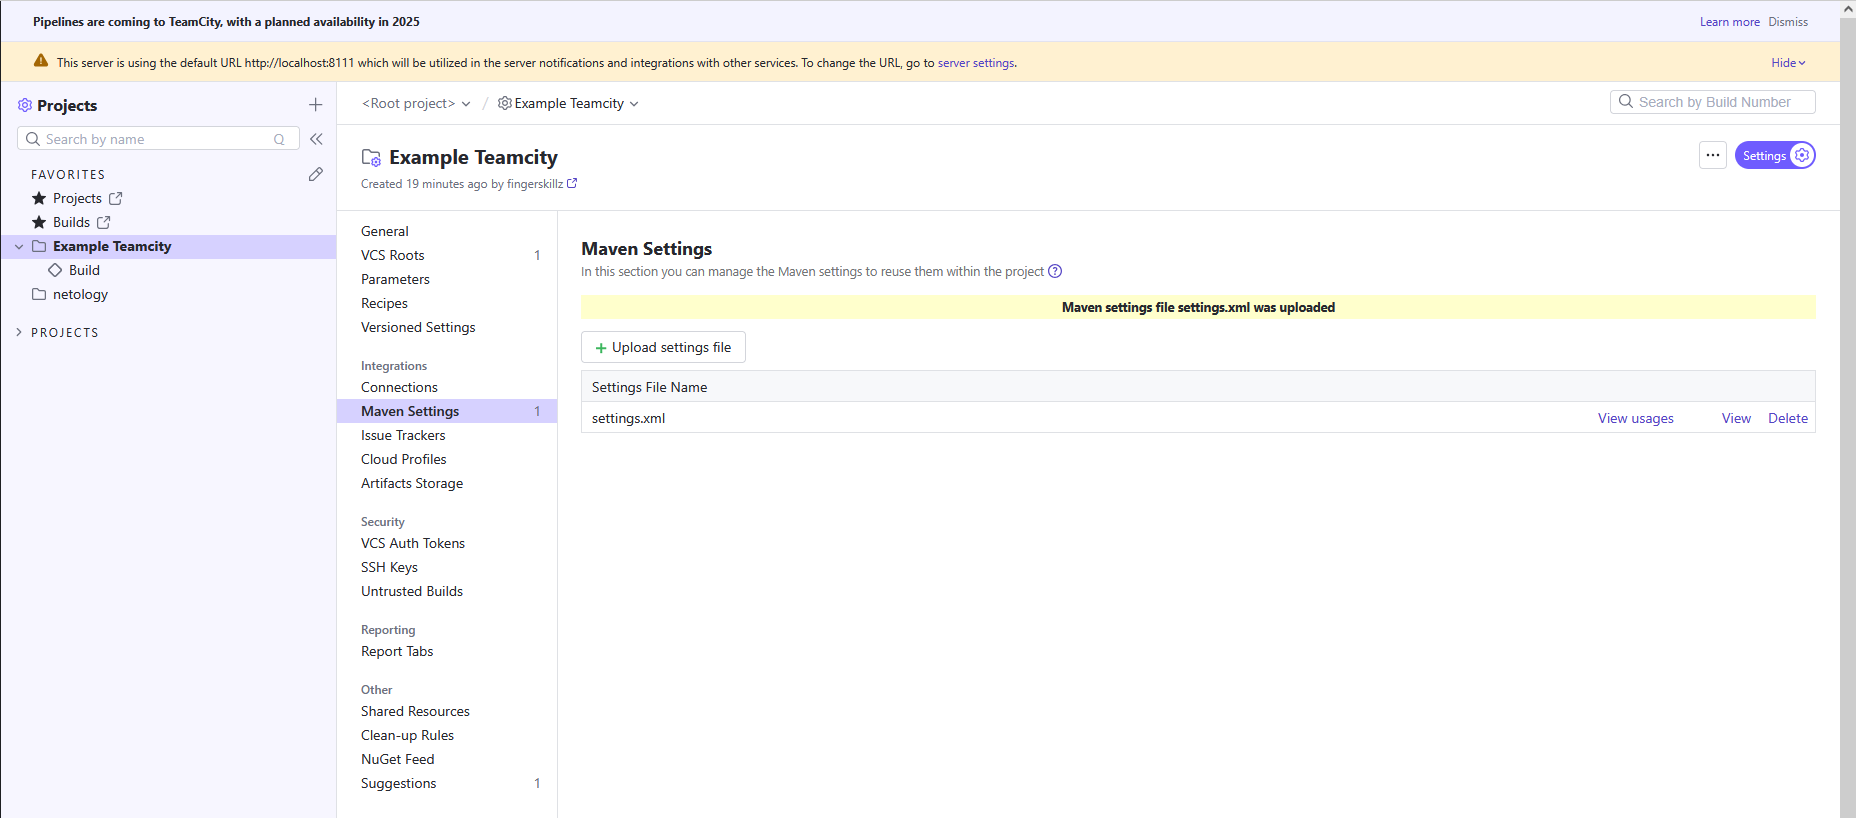 Pipelines are coming to TeamCity, with a planned availability in 2025
Learn more Dismiss
This server is using the default URL http://localhost:8111 which will be utilized in the server notifications and integrations with other services. To change the URL, go to server settings.
Hide
Projects
Search by name Q
FAVORITES
Projects
Builds
Example Teamcity
Build
netology
PROJECTS
<Root project> / Example Teamcity
Search by Build Number
Example Teamcity
Created 19 minutes ago by fingerskillz
Settings
General
VCS Roots 1
Parameters
Recipes
Versioned Settings
Integrations
Connections
Maven Settings 1
Issue Trackers
Cloud Profiles
Artifacts Storage
Security
VCS Auth Tokens
SSH Keys
Untrusted Builds
Reporting
Report Tabs
Other
Shared Resources
Clean-up Rules
NuGet Feed
Suggestions 1
Maven Settings
In this section you can manage the Maven settings to reuse them within the project
Maven settings file settings.xml was uploaded
Upload settings file
Settings File Name
settings.xml View usages View Delete